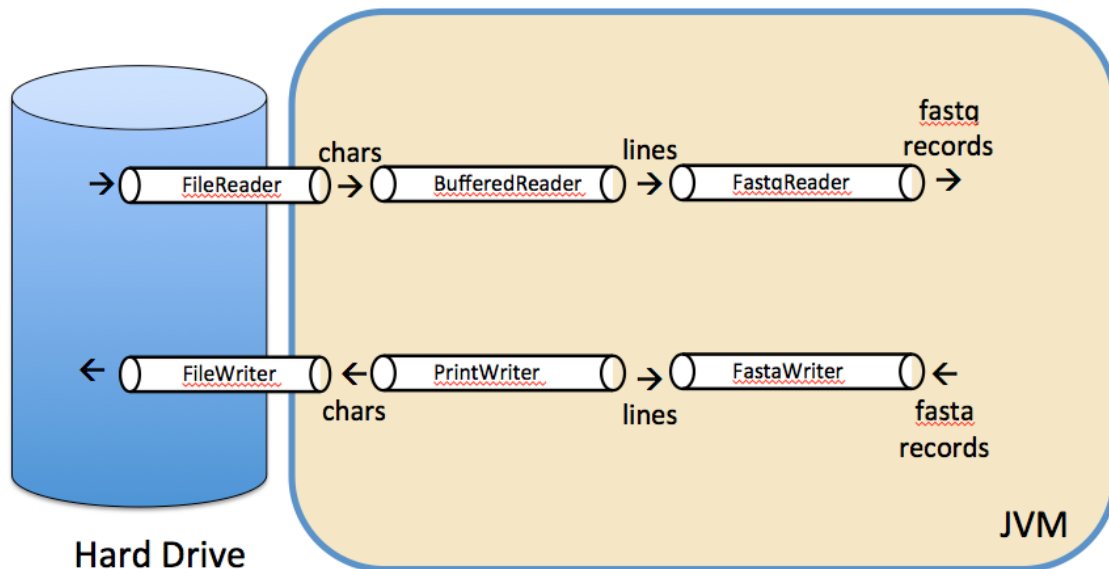 fastq
records
chars
lines
FileReader
BufferedReader
FastqReader
FileWriter
PrintWriter
FastaWriter
chars
lines
fasta
records
JVM
Hard Drive